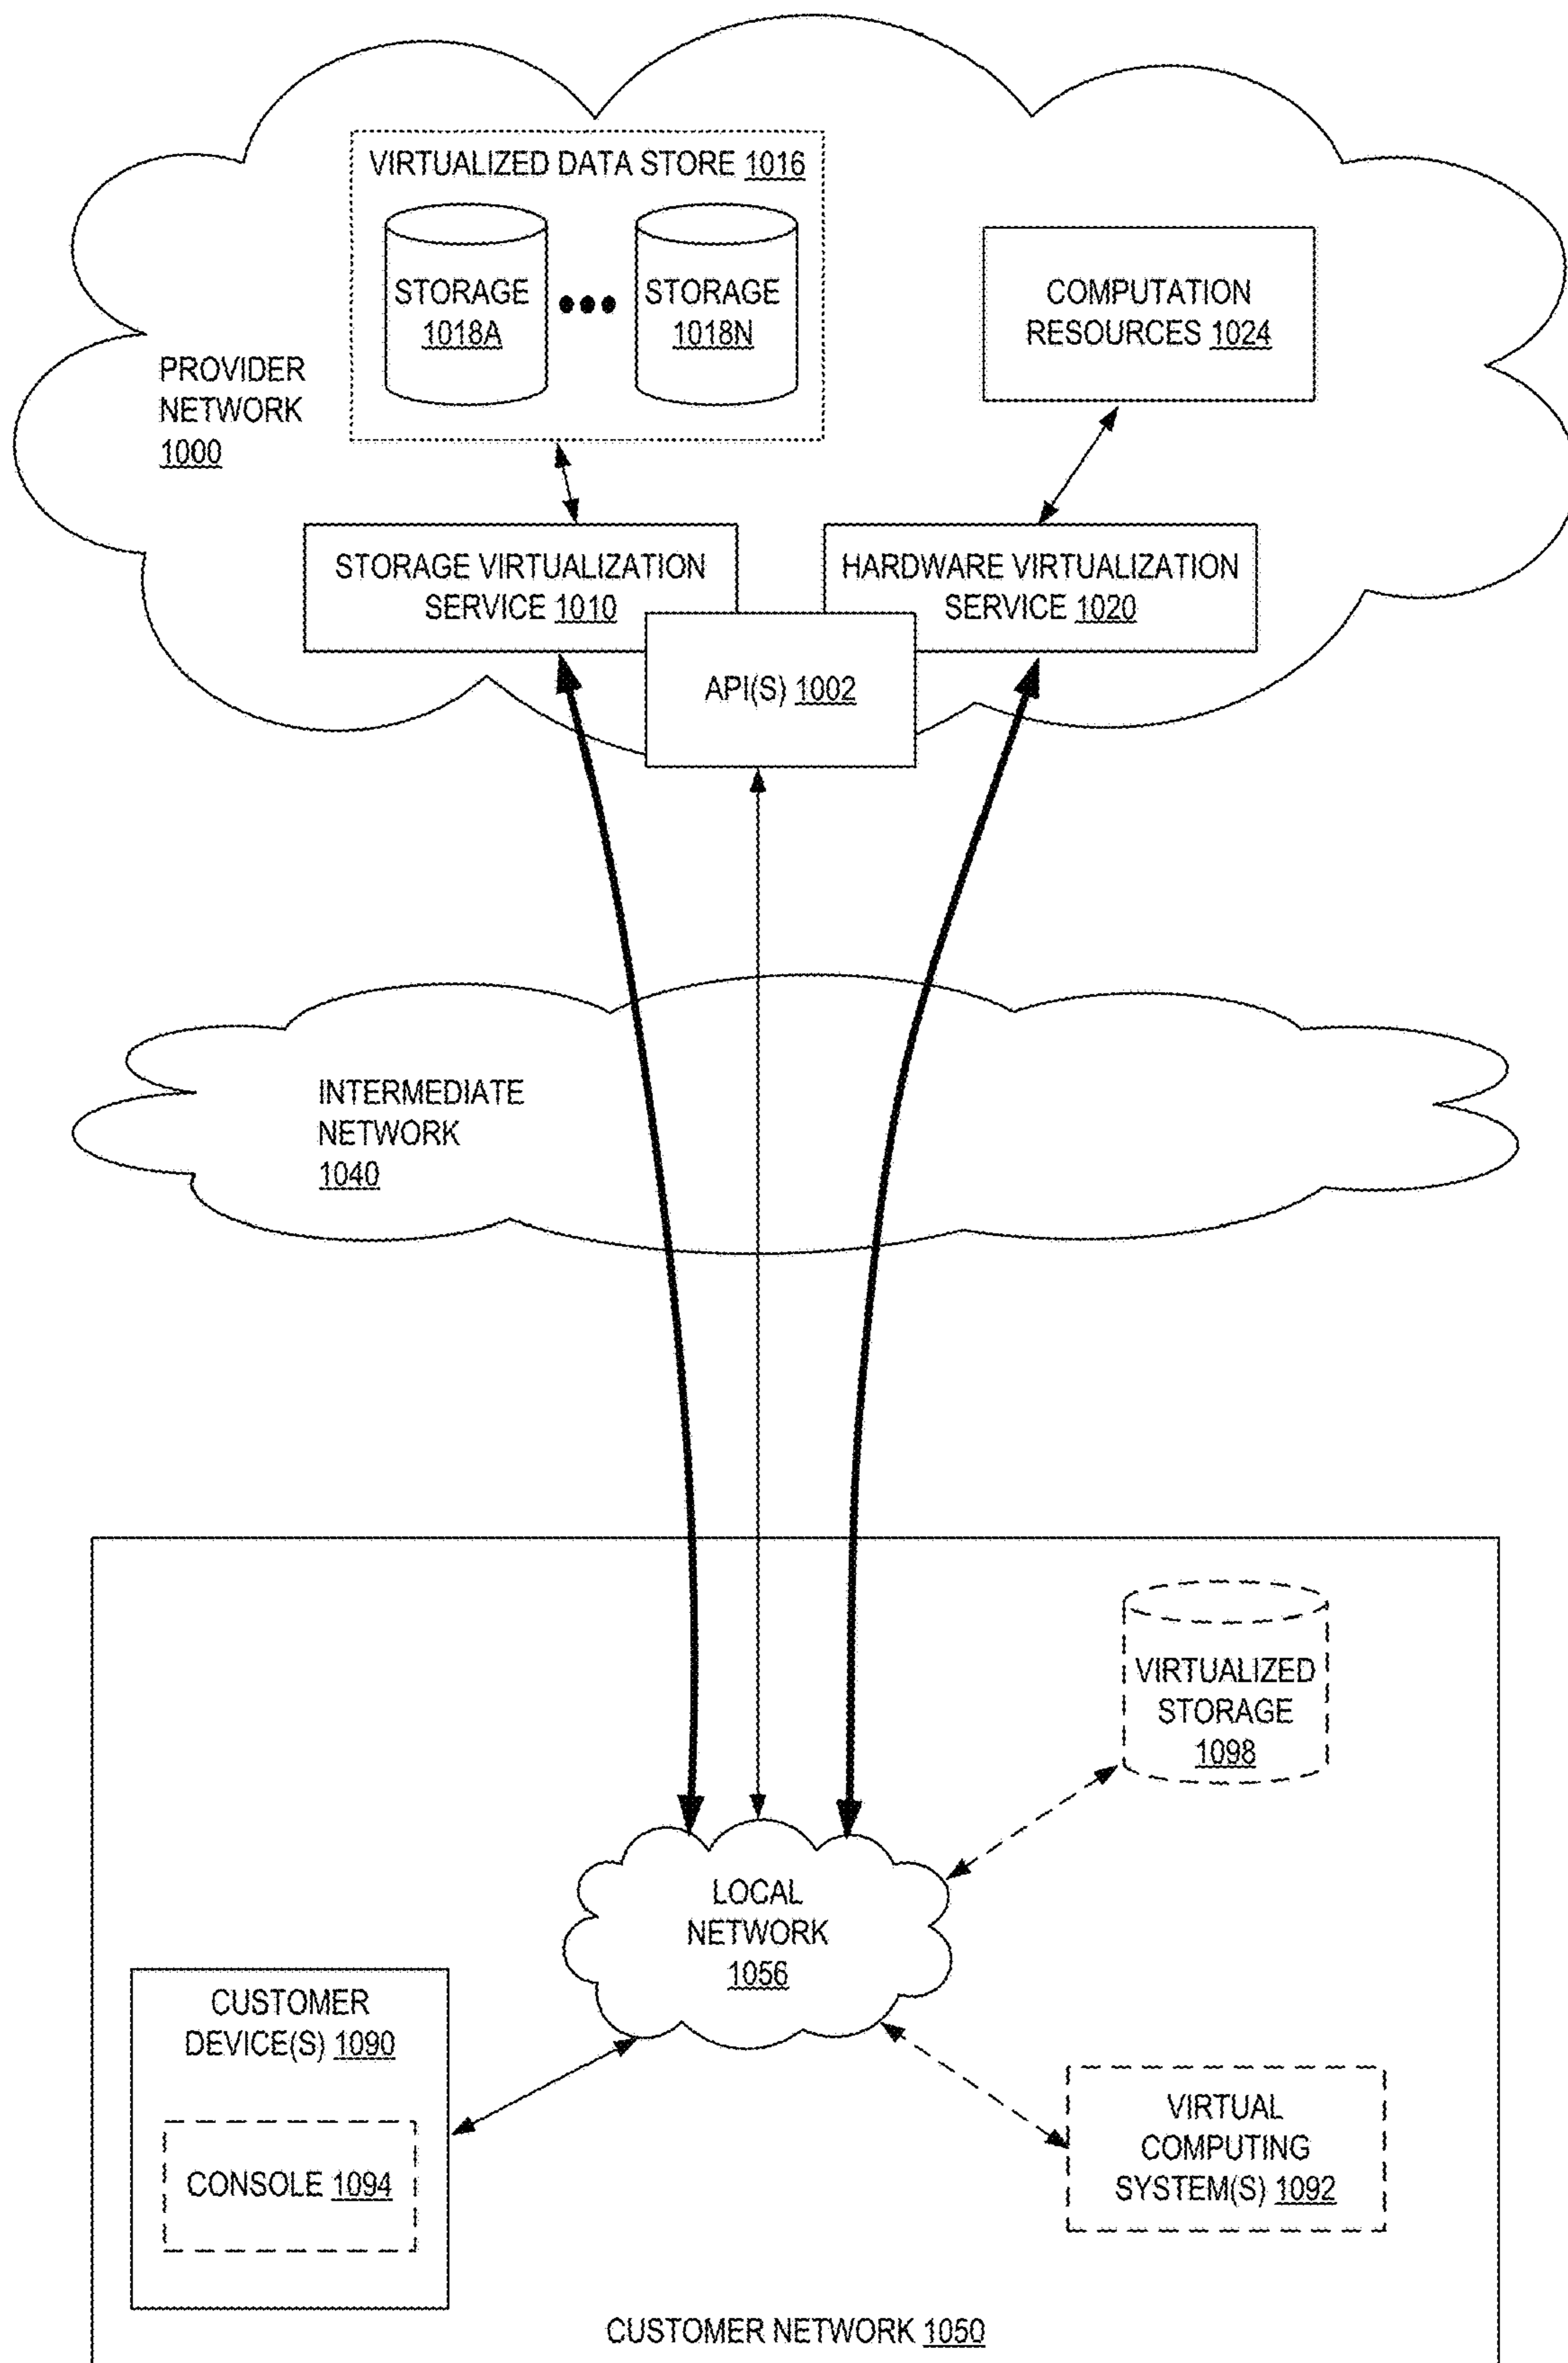 VIRTUALIZED DATA STORE 1016
STORAGE
1018A
STORAGE
1018N
COMPUTATION
RESOURCES 1024
PROVIDER
NETWORK
1000
STORAGE VIRTUALIZATION
SERVICE 1010
HARDWARE VIRTUALIZATION
SERVICE 1020
API(S) 1002
INTERMEDIATE
NETWORK
1040
VIRTUALIZED
STORAGE
1098
LOCAL
NETWORK
1056
CUSTOMER
DEVICE(S) 1090
CONSOLE 1094
VIRTUAL
COMPUTING
SYSTEM(S) 1092
CUSTOMER NETWORK 1050